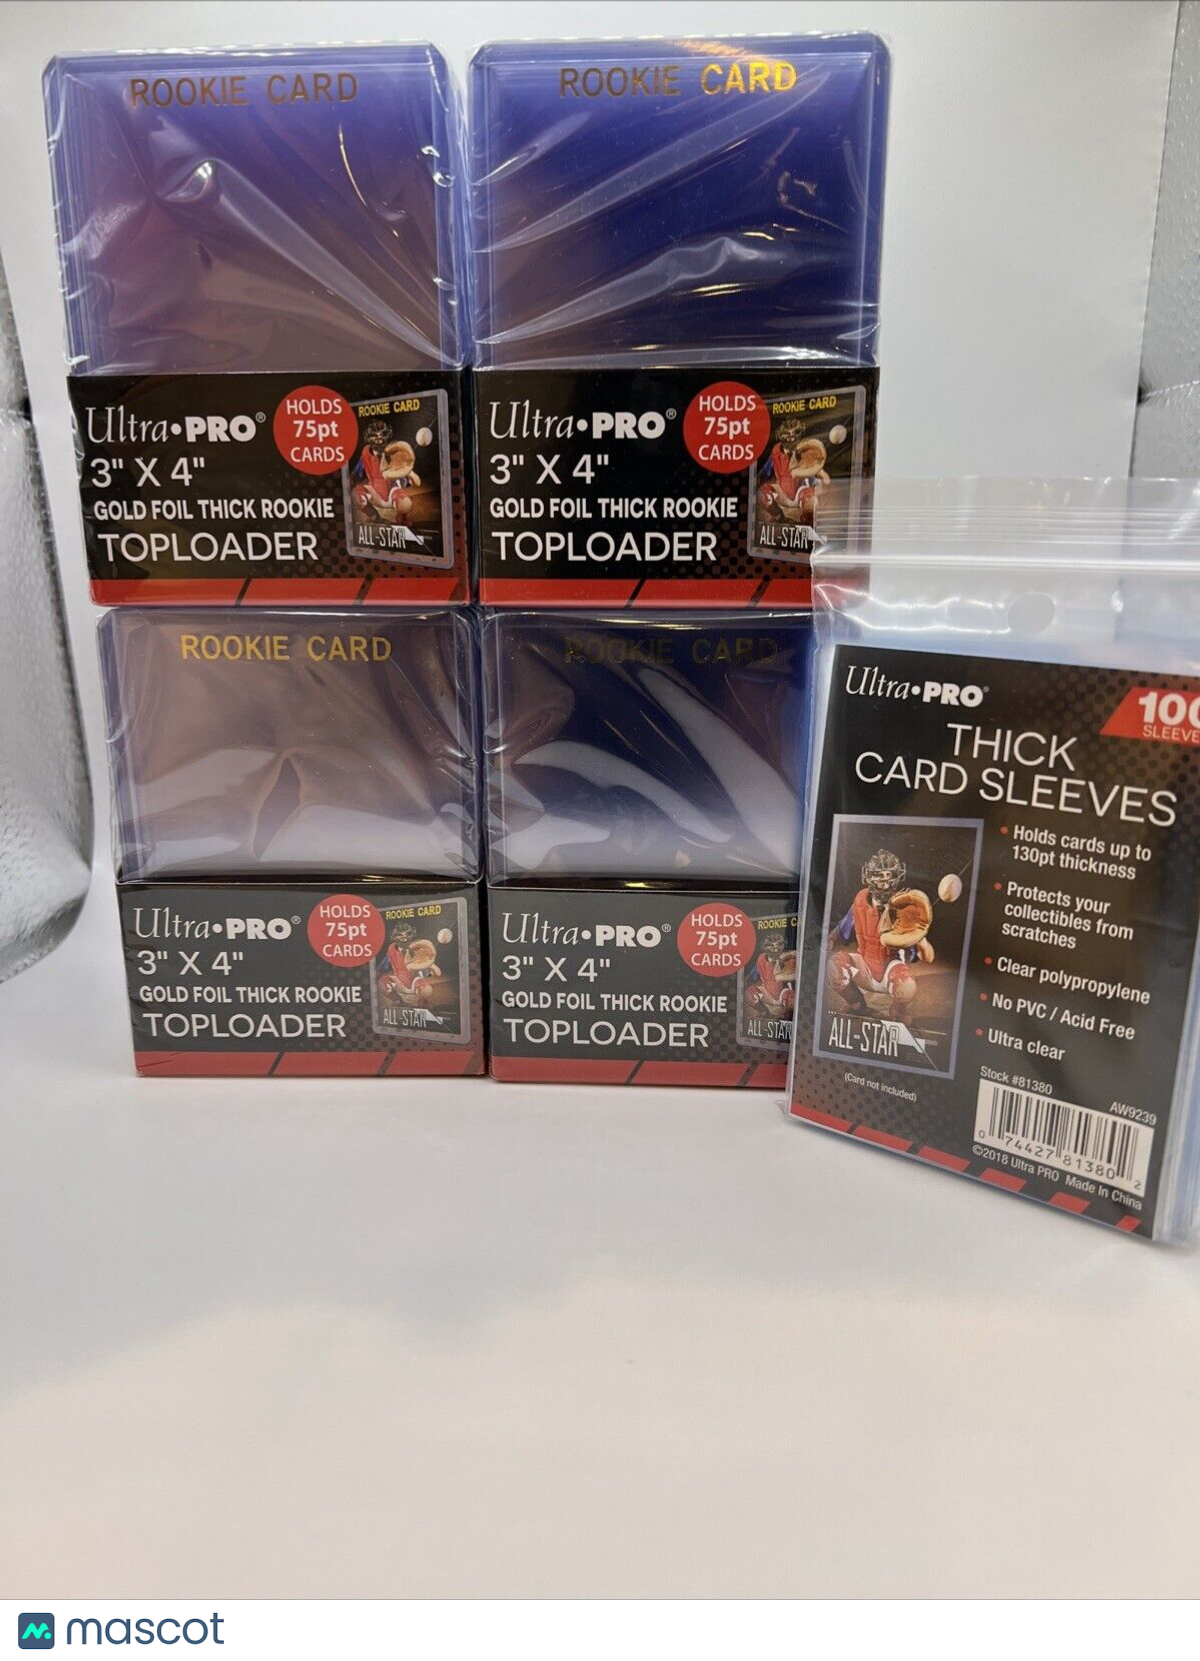 ROOKIE CARD
Ultra•PRO®
HOLDS
75pt
CARDS
3" X 4"
GOLD FOIL THICK ROOKIE
TOPLOADER
ROOKIE CARD
ALL-STAR
ROOKIE CARD
Ultra•PRO®
HOLDS
75pt
CARDS
3" X 4"
GOLD FOIL THICK ROOKIE
TOPLOADER
ROOKIE CARD
ALL-STAR
ROOKIE CARD
Ultra•PRO®
HOLDS
75pt
CARDS
3" X 4"
GOLD FOIL THICK ROOKIE
TOPLOADER
ROOKIE CARD
ALL-STAR
ROOKIE CARD
Ultra•PRO®
HOLDS
75pt
CARDS
3" X 4"
GOLD FOIL THICK ROOKIE
TOPLOADER
ROOKIE C
ALL-STAR
Ultra•PRO®
100
SLEEVE
THICK
CARD SLEEVES
• Holds cards up to
130pt thickness
• Protects your
collectibles from
scratches
• Clear polypropylene
• No PVC / Acid Free
• Ultra clear
ALL-STAR
(Card not included)
Stock #81380
AW9239
0 74427 81380 2
©2018 Ultra PRO Made In China
mascot